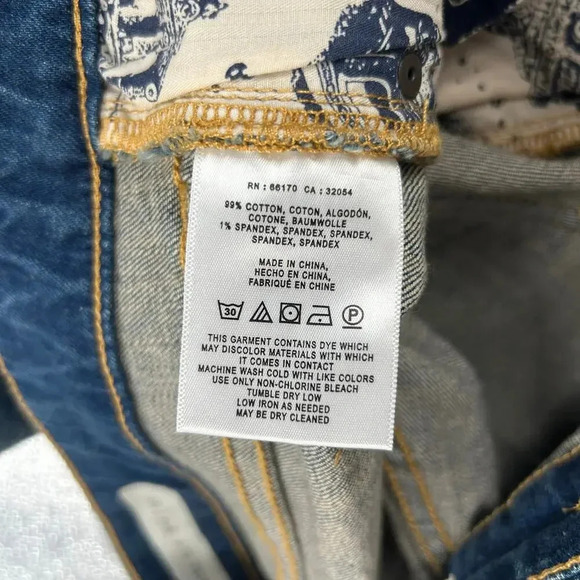 RN : 66170 CA : 32054
99% COTTON, COTON, ALGODÓN,
COTONE, BAUMWOLLE
1% SPANDEX, SPANDEX, SPANDEX,
SPANDEX, SPANDEX
MADE IN CHINA,
HECHO EN CHINA,
FABRIQUÉ EN CHINE
30 P
THIS GARMENT CONTAINS DYE WHICH
MAY DISCOLOR MATERIALS WITH WHICH
IT COMES IN CONTACT
MACHINE WASH COLD WITH LIKE COLORS
USE ONLY NON-CHLORINE BLEACH
TUMBLE DRY LOW
LOW IRON AS NEEDED
MAY BE DRY CLEANED